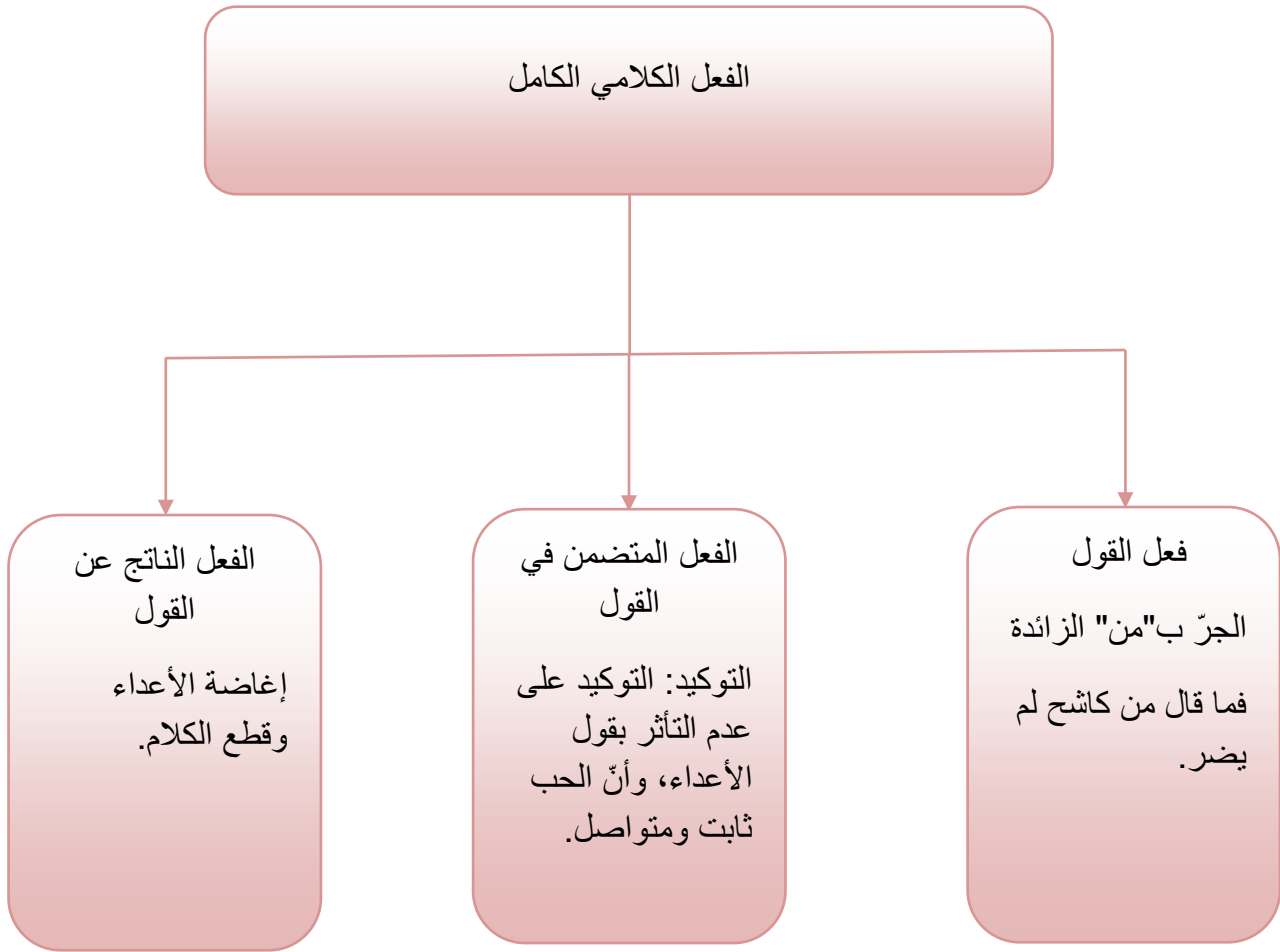 الفعل الكلامي الكامل
فعل القول
الجرّ ب"من" الزائدة
فما قال من كاشح لم
يضر.
الفعل المتضمن في
القول
التوكيد: التوكيد على
عدم التأثر بقول
الأعداء، وأنّ الحب
ثابت ومتواصل.
الفعل الناتج عن
القول
إغاضة الأعداء
وقطع الكلام.